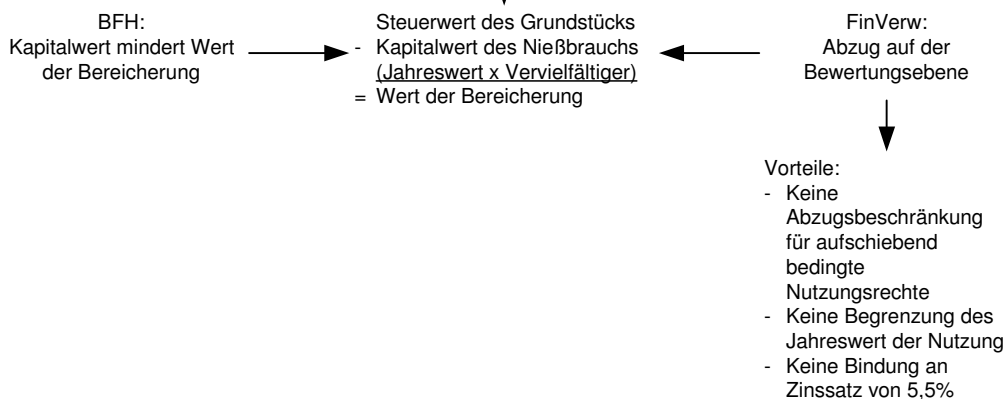 BFH:
Kapitalwert mindert Wert
der Bereicherung
Steuerwert des Grundstücks
- Kapitalwert des Nießbrauchs
(Jahreswert x Vervielfältiger)
= Wert der Bereicherung
FinVerw:
Abzug auf der
Bewertungsebene
Vorteile:
- Keine
Abzugsbeschränkung
für aufschiebend
bedingte
Nutzungsrechte
- Keine Begrenzung des
Jahreswert der Nutzung
- Keine Bindung an
Zinssatz von 5,5%